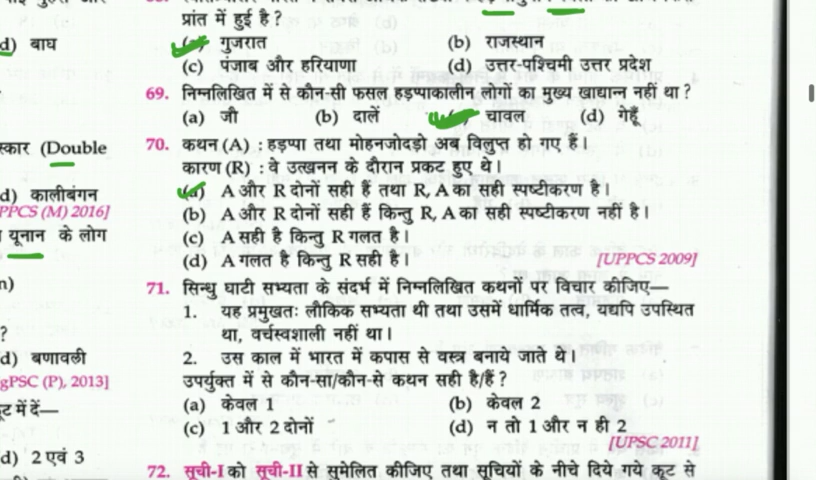 प्रांत में हुई है ?
गुजरात (b) राजस्थान
(c) पंजाब और हरियाणा (d) उत्तर-पश्चिमी उत्तर प्रदेश
69. निम्नलिखित में से कौन-सी फसल हड़प्पाकालीन लोगों का मुख्य खाद्यान्न नहीं था ?
(a) जौ (b) दालें चावल (d) गेहूँ
70. कथन (A) : हड़प्पा तथा मोहनजोदड़ो अब विलुप्त हो गए हैं।
कारण (R) : वे उत्खनन के दौरान प्रकट हुए थे।
(a) A और R दोनों सही हैं तथा R, A का सही स्पष्टीकरण है।
(b) A और R दोनों सही हैं किन्तु R, A का सही स्पष्टीकरण नहीं है।
(c) A सही है किन्तु R गलत है।
(d) A गलत है किन्तु R सही है। [UPPCS 2009]
71. सिन्धु घाटी सभ्यता के संदर्भ में निम्नलिखित कथनों पर विचार कीजिए—
1. यह प्रमुखतः लौकिक सभ्यता थी तथा उसमें धार्मिक तत्व, यद्यपि उपस्थित
था, वर्चस्वशाली नहीं था।
2. उस काल में भारत में कपास से वस्त्र बनाये जाते थे।
उपर्युक्त में से कौन-सा/कौन-से कथन सही है/हैं ?
(a) केवल 1 (b) केवल 2
(c) 1 और 2 दोनों (d) न तो 1 और न ही 2
[UPSC 2011]
72. सूची-I को सूची-II से सुमेलित कीजिए तथा सूचियों के नीचे दिये गये कूट से
d) बाघ
स्कार (Double
d) कालीबंगन
PPCS (M) 2016]
यूनान के लोग
n)
?
d) बणावली
gPSC (P), 2013]
कूट में दें—
d) 2 एवं 3